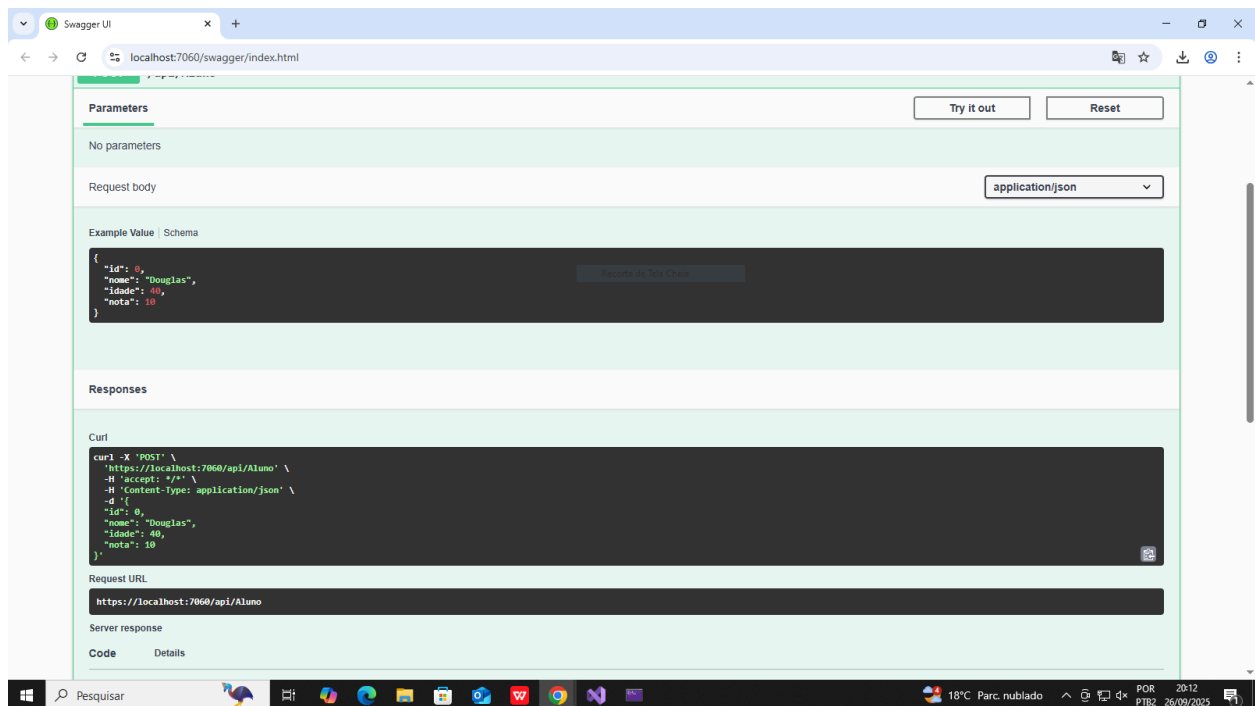 Swagger UI
localhost:7060/swagger/index.html
Parameters
Try it out
Reset
No parameters
Request body
application/json
Example Value
Schema
{
"id": 0,
"nome": "Douglas",
"idade": 40,
"nota": 10
}
Responses
Curl
curl -X 'POST' \
'https://localhost:7060/api/Aluno' \
-H 'accept: */*' \
-H 'Content-Type: application/json' \
-d '{
"id": 0,
"nome": "Douglas",
"idade": 40,
"nota": 10
}'
Request URL
https://localhost:7060/api/Aluno
Server response
Code
Details
Pesquisar
18°C Parc. nublado
POR
PTB2
20:12
26/09/2025